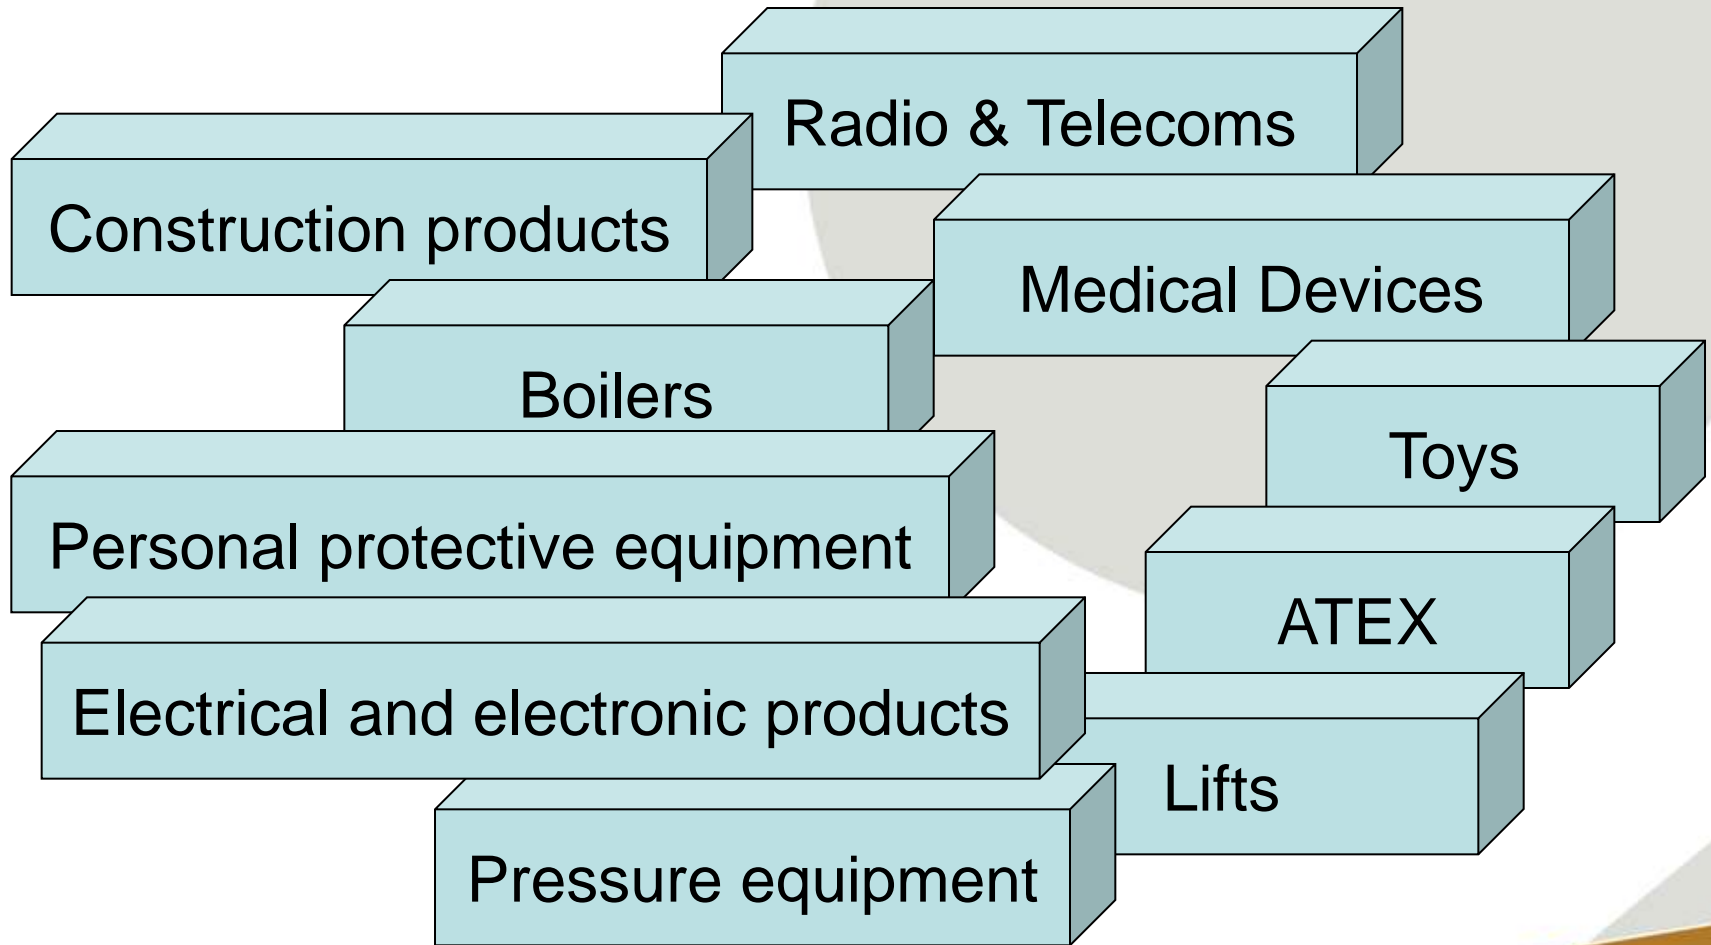 Radio & Telecoms
Construction products
Medical Devices
Boilers
Toys
Personal protective equipment
ATEX
Electrical and electronic products
Lifts
Pressure equipment